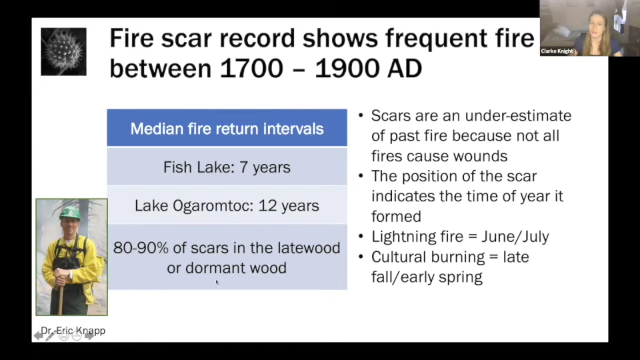 Fire scar record shows frequent fire
between 1700 – 1900 AD
Clarke Knight
Median fire return intervals
Fish Lake: 7 years
Lake Ogaromtoc: 12 years
80-90% of scars in the latewood
or dormant wood
• Scars are an under-estimate
of past fire because not all
fires cause wounds
• The position of the scar
indicates the time of year it
formed
• Lightning fire = June/July
• Cultural burning = late
fall/early spring
Dr. Eric Knapp